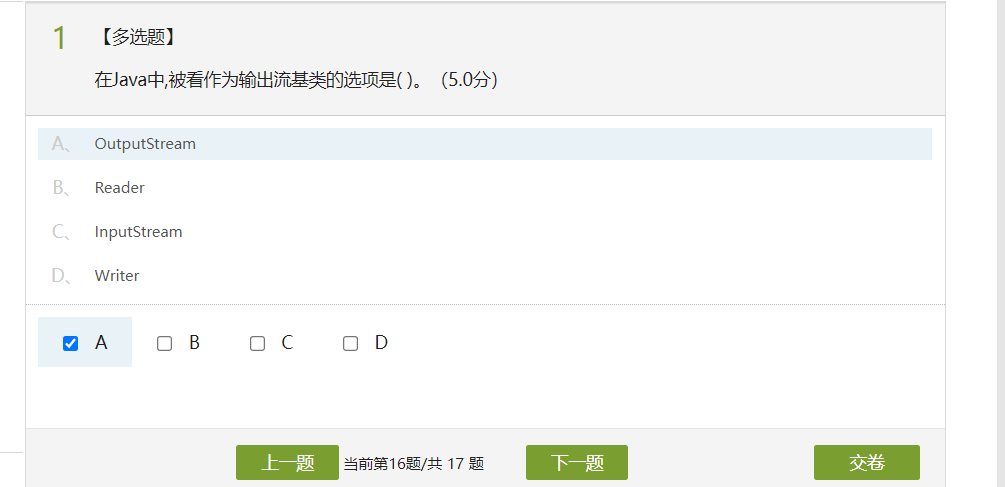 1 【多选题】
在Java中,被看作为输出流基类的选项是( )。（5.0分）
A、 OutputStream
B、 Reader
C、 InputStream
D、 Writer
A B C D
上一题 当前第16题/共 17 题 下一题 交卷